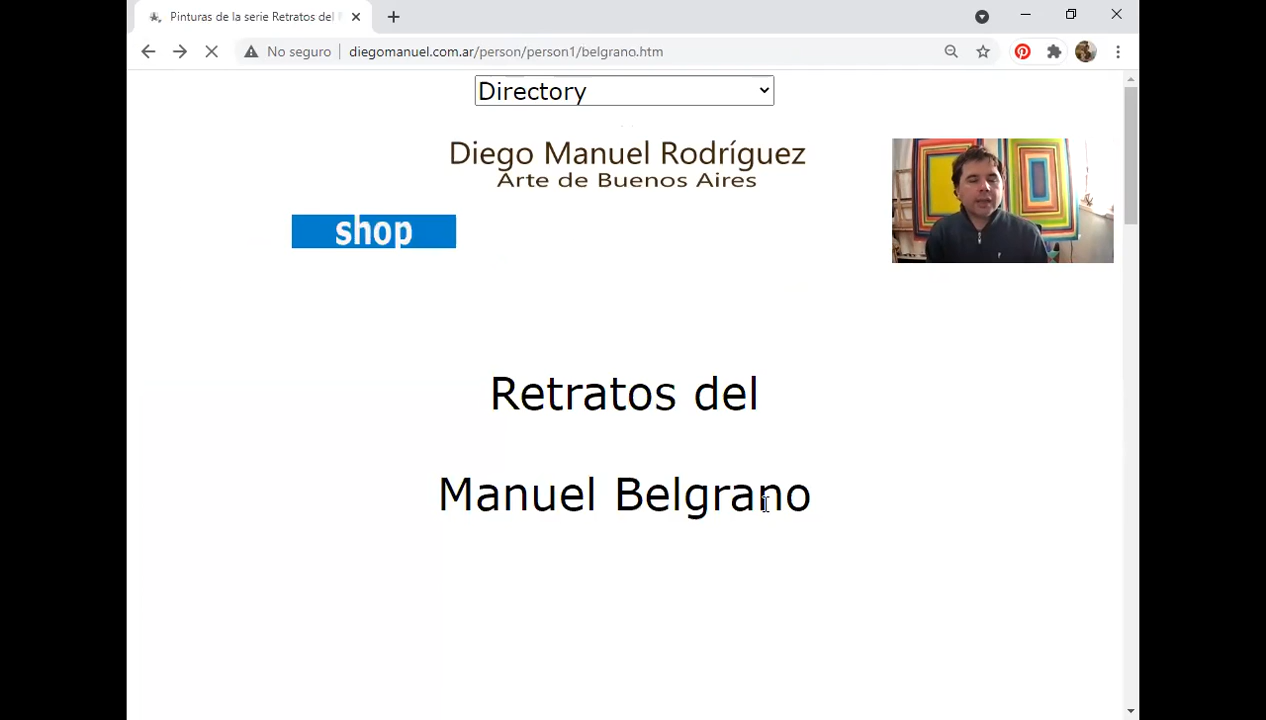 Pinturas de la serie Retratos del
No seguro
diegomanuel.com.ar/person/person1/belgrano.htm
Directory
Diego Manuel Rodríguez
Arte de Buenos Aires
shop
Retratos del
Manuel Belgrano